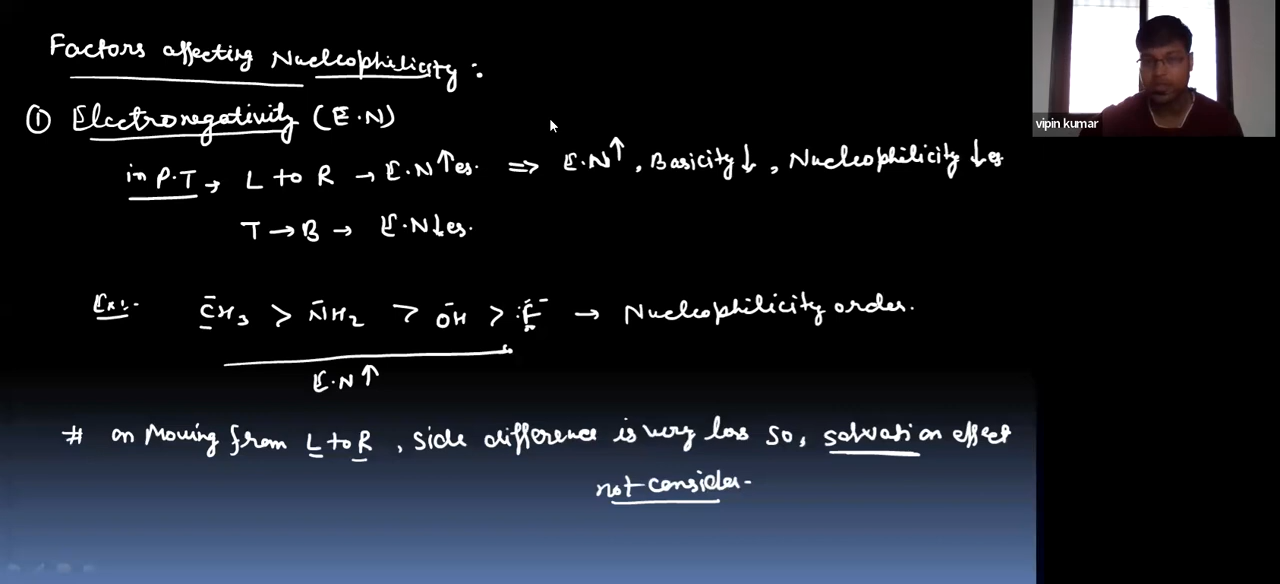 Factors affecting Nucleophilicity :
① Electronegativity (E.N)
in P.T → L to R → E.N↑es. ⇒ E.N↑, Basicity↓, Nucleophilicity ↓es
T → B → E.N↓es.
Ex:- C̄H₃ > N̄H₂ > ŌH > :F̈:⁻ → Nucleophilicity order.
E.N↑
# on Moving from L to R, side difference is very less so, solvation effect
not consider.
vipin kumar